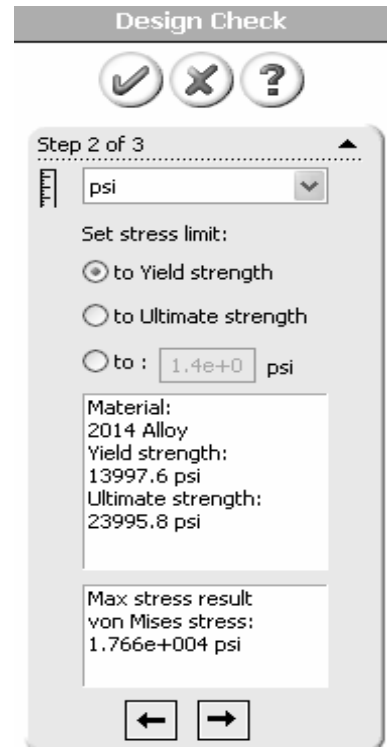 Design Check
?
Step 2 of 3
psi
Set stress limit:
to Yield strength
to Ultimate strength
to : 1.4e+0 psi
Material:
2014 Alloy
Yield strength:
13997.6 psi
Ultimate strength:
23995.8 psi
Max stress result
von Mises stress:
1.766e+004 psi